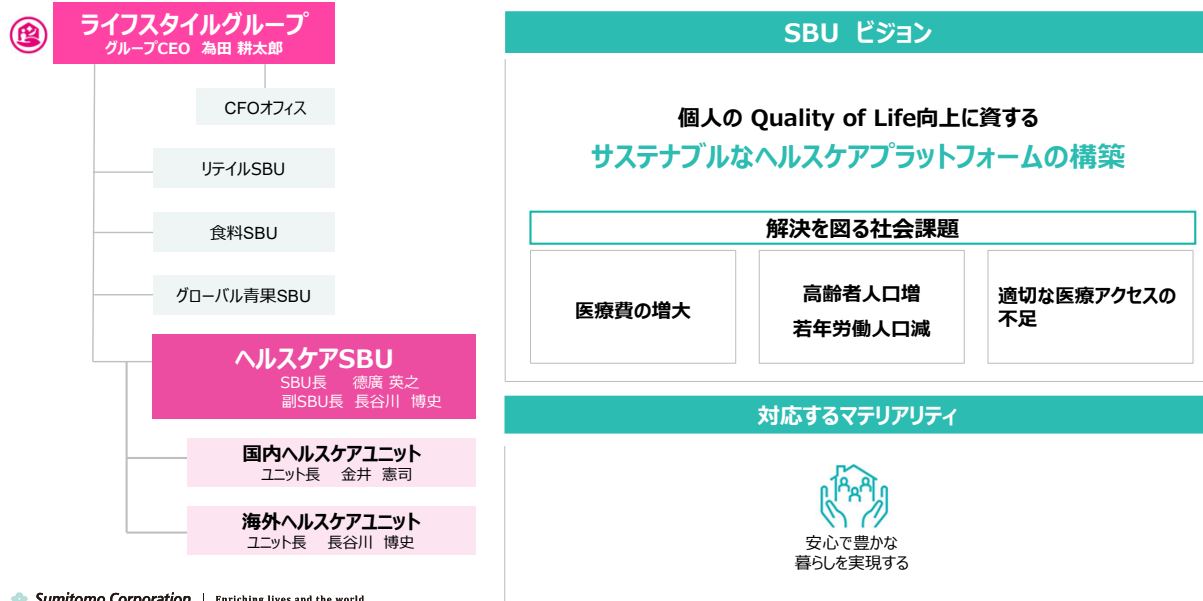 ライフスタイルグループ
グループCEO 為田 耕太郎
CFOオフィス
リテイルSBU
食料SBU
グローバル青果SBU
ヘルスケアSBU
SBU長 德廣 英之
副SBU長 長谷川 博史
国内ヘルスケアユニット
ユニット長 金井 憲司
海外ヘルスケアユニット
ユニット長 長谷川 博史
Sumitomo Corporation | Enriching lives and the world
SBU ビジョン
個人の Quality of Life向上に資する
サステナブルなヘルスケアプラットフォームの構築
解決を図る社会課題
医療費の増大
高齢者人口増
若年労働人口減
適切な医療アクセスの
不足
対応するマテリアリティ
安心で豊かな
暮らしを実現する